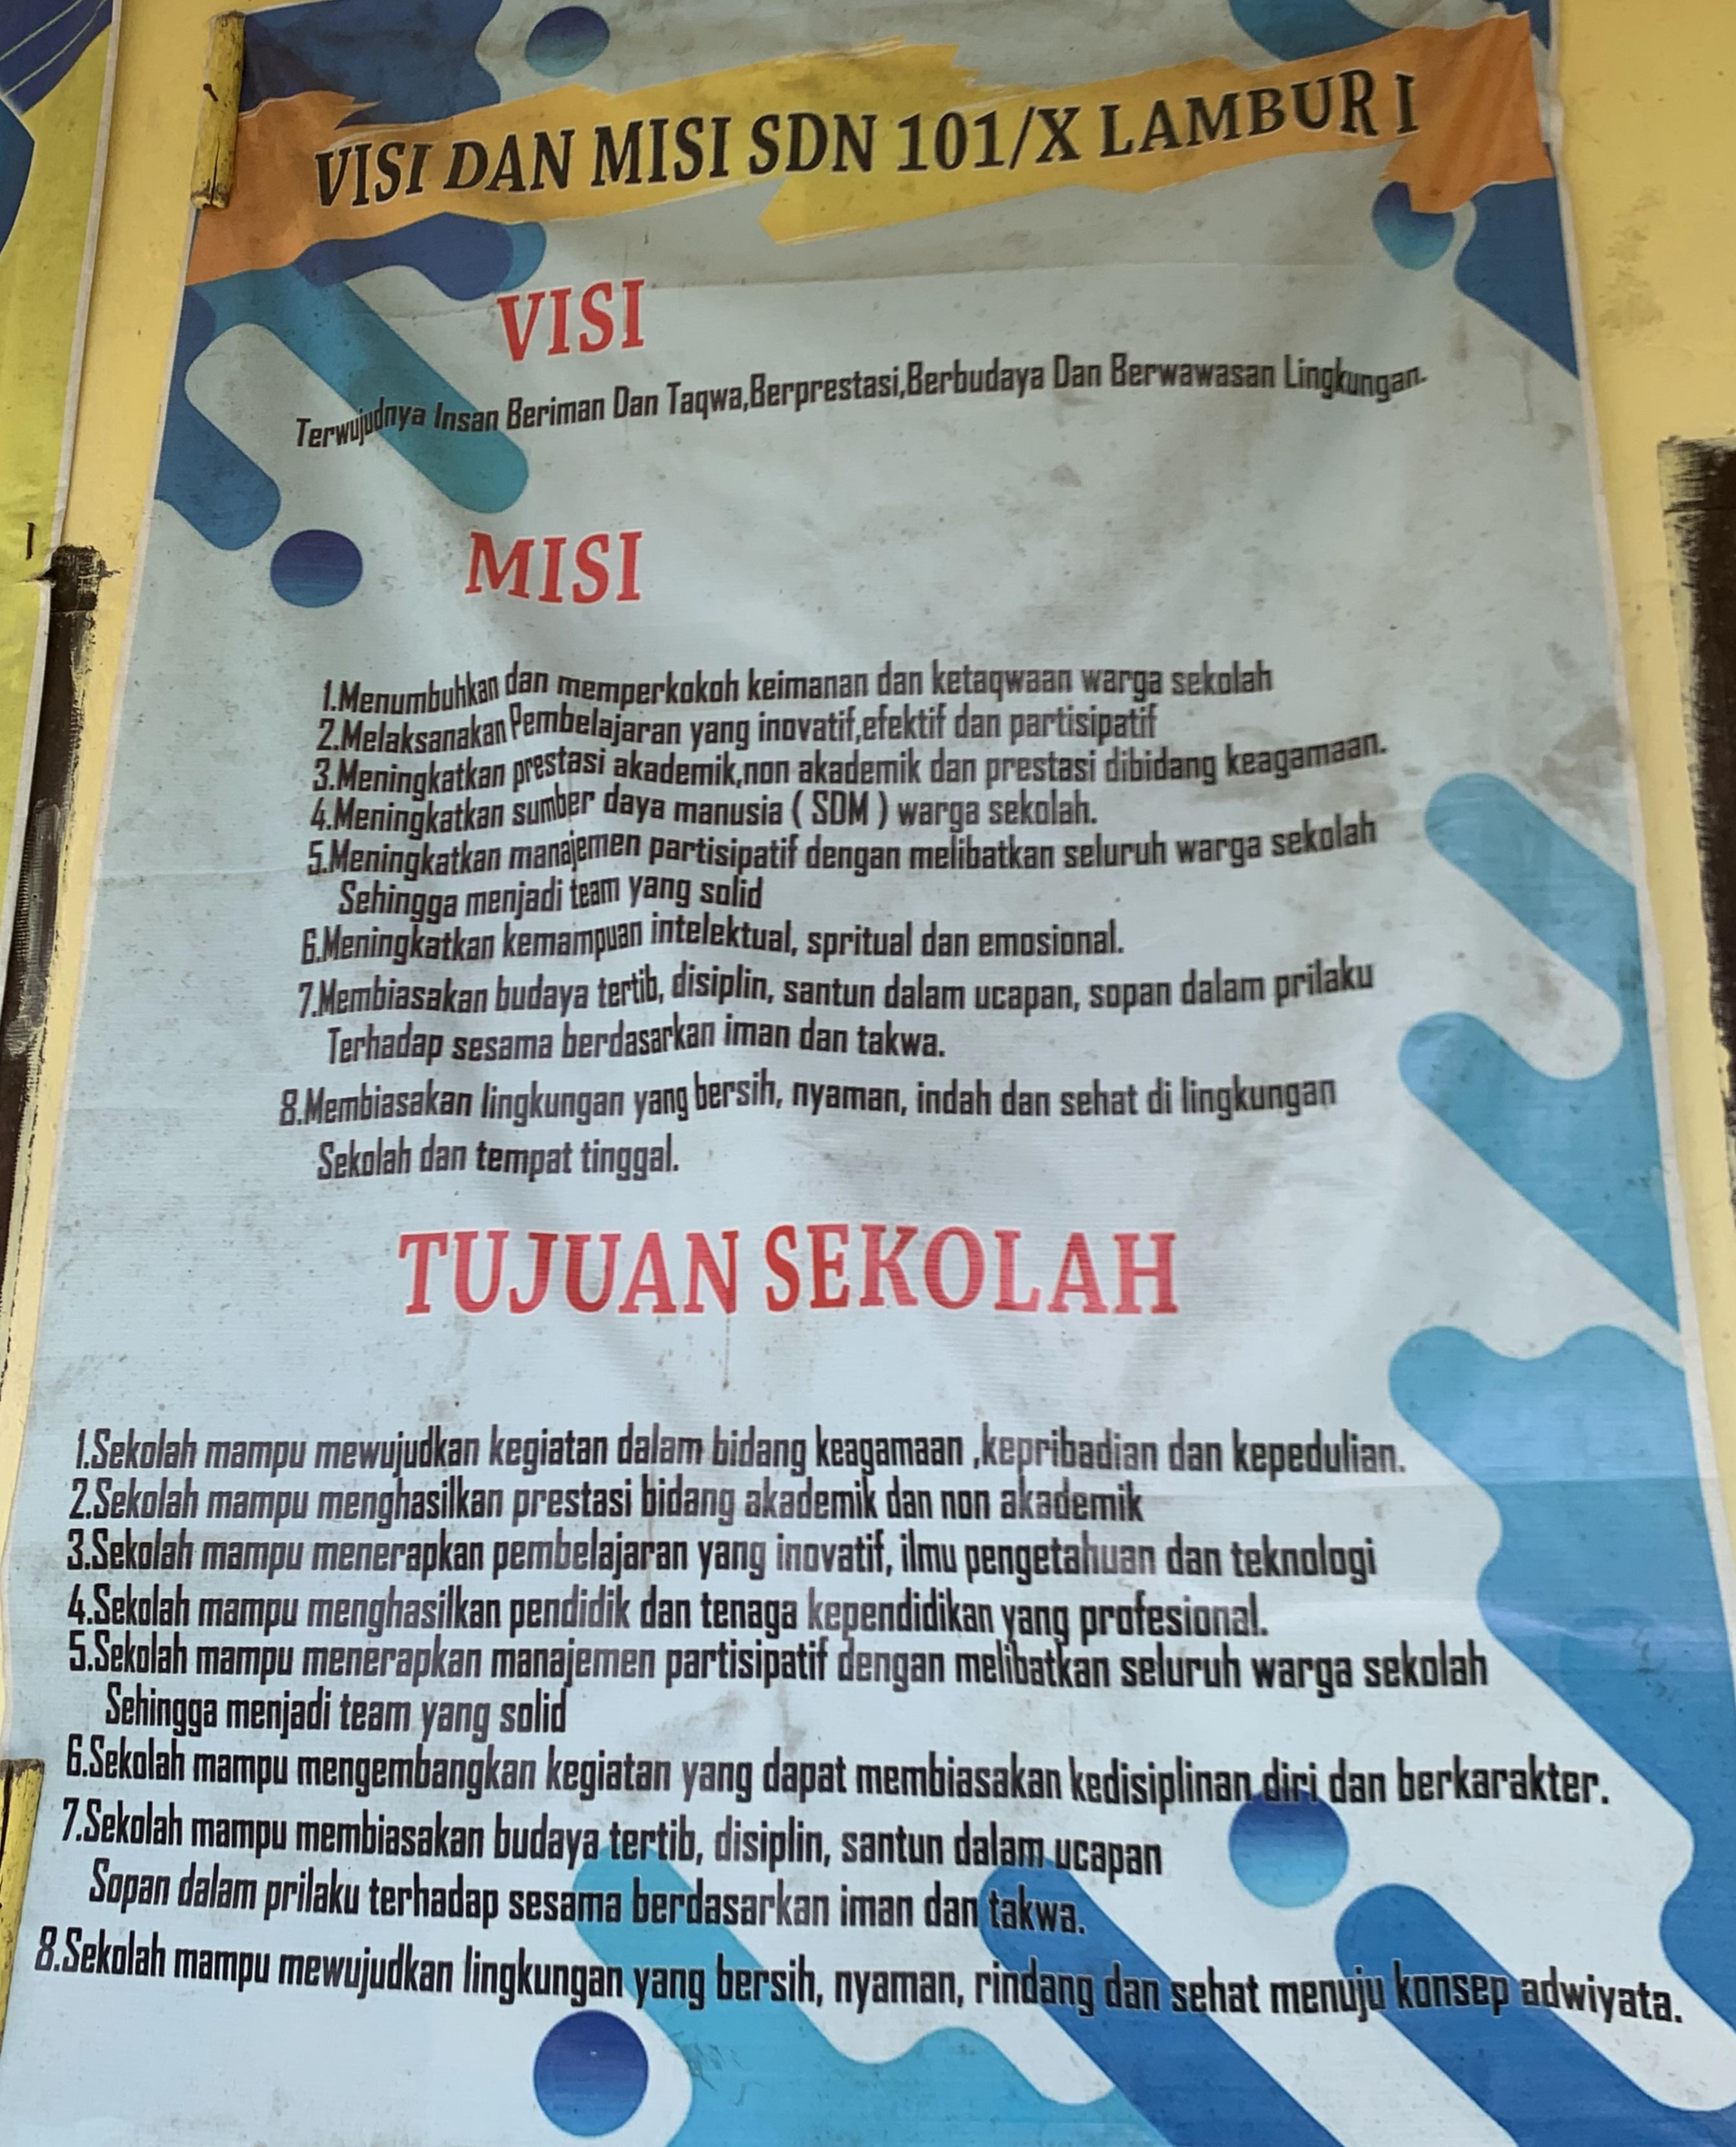 VISI DAN MISI SDN 101/X LAMBUR I
VISI
Terwujudnya Insan Beriman Dan Taqwa,Berprestasi,Berbudaya Dan Berwawasan Lingkungan.
MISI
1.Menumbuhkan dan memperkokoh keimanan dan ketaqwaan warga sekolah
2.Melaksanakan Pembelajaran yang inovatif,efektif dan partisipatif
3.Meningkatkan prestasi akademik,non akademik dan prestasi dibidang keagamaan.
4.Meningkatkan sumber daya manusia ( SDM ) warga sekolah.
5.Meningkatkan manajemen partisipatif dengan melibatkan seluruh warga sekolah
Sehingga menjadi team yang solid
6.Meningkatkan kemampuan intelektual, spritual dan emosional.
7.Membiasakan budaya tertib, disiplin, santun dalam ucapan, sopan dalam prilaku
Terhadap sesama berdasarkan iman dan takwa.
8.Membiasakan lingkungan yang bersih, nyaman, indah dan sehat di lingkungan
Sekolah dan tempat tinggal.
TUJUAN SEKOLAH
1.Sekolah mampu mewujudkan kegiatan dalam bidang keagamaan ,kepribadian dan kepedulian.
2.Sekolah mampu menghasilkan prestasi bidang akademik dan non akademik
3.Sekolah mampu menerapkan pembelajaran yang inovatif, ilmu pengetahuan dan teknologi
4.Sekolah mampu menghasilkan pendidik dan tenaga kependidikan yang profesional.
5.Sekolah mampu menerapkan manajemen partisipatif dengan melibatkan seluruh warga sekolah
Sehingga menjadi team yang solid
6.Sekolah mampu mengembangkan kegiatan yang dapat membiasakan kedisiplinan diri dan berkarakter.
7.Sekolah mampu membiasakan budaya tertib, disiplin, santun dalam ucapan
Sopan dalam prilaku terhadap sesama berdasarkan iman dan takwa.
8.Sekolah mampu mewujudkan lingkungan yang bersih, nyaman, rindang dan sehat menuju konsep adwiyata.